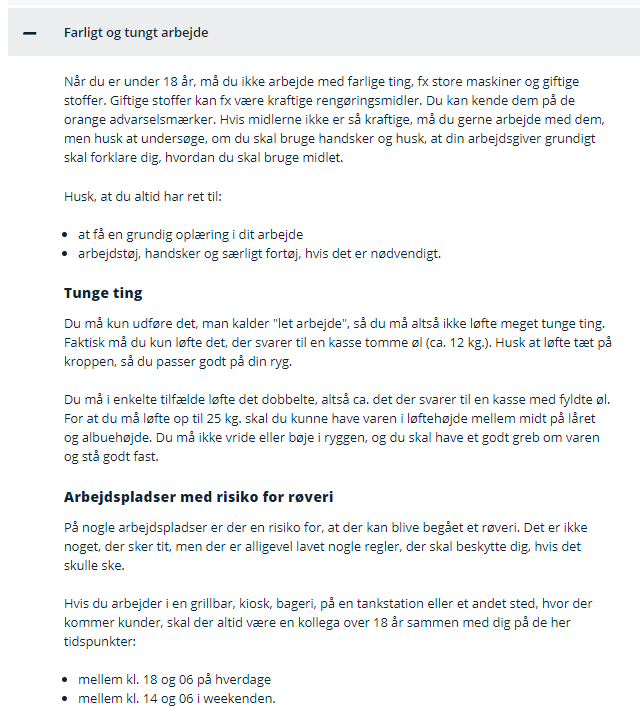 Farligt og tungt arbejde
Når du er under 18 år, må du ikke arbejde med farlige ting, fx store maskiner og giftige
stoffer. Giftige stoffer kan fx være kraftige rengøringsmidler. Du kan kende dem på de
orange advarselsmærker. Hvis midlerne ikke er så kraftige, må du gerne arbejde med dem,
men husk at undersøge, om du skal bruge handsker og husk, at din arbejdsgiver grundigt
skal forklare dig, hvordan du skal bruge midlet.
Husk, at du altid har ret til:
• at få en grundig oplæring i dit arbejde
• arbejdstøj, handsker og særligt fortøj, hvis det er nødvendigt.
Tunge ting
Du må kun udføre det, man kalder "let arbejde", så du må altså ikke løfte meget tunge ting.
Faktisk må du kun løfte det, der svarer til en kasse tomme øl (ca. 12 kg.). Husk at løfte tæt på
kroppen, så du passer godt på din ryg.
Du må i enkelte tilfælde løfte det dobbelte, altså ca. det der svarer til en kasse med fyldte øl.
For at du må løfte op til 25 kg. skal du kunne have varen i løftehøjde mellem midt på låret
og albuehøjde. Du må ikke vride eller bøje i ryggen, og du skal have et godt greb om varen
og stå godt fast.
Arbejdspladser med risiko for røveri
På nogle arbejdspladser er der en risiko for, at der kan blive begået et røveri. Det er ikke
noget, der sker tit, men der er alligevel lavet nogle regler, der skal beskytte dig, hvis det
skulle ske.
Hvis du arbejder i en grillbar, kiosk, bageri, på en tankstation eller et andet sted, hvor der
kommer kunder, skal der altid være en kollega over 18 år sammen med dig på de her
tidspunkter:
• mellem kl. 18 og 06 på hverdage
• mellem kl. 14 og 06 i weekenden.